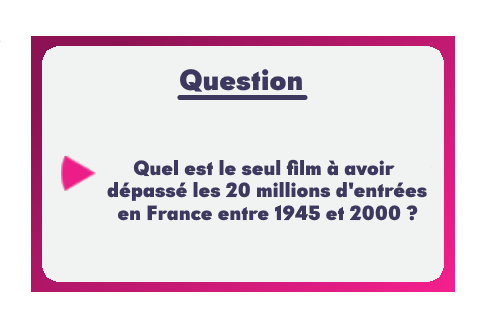 Question
Quel est le seul film à avoir
dépassé les 20 millions d'entrées
en France entre 1945 et 2000 ?